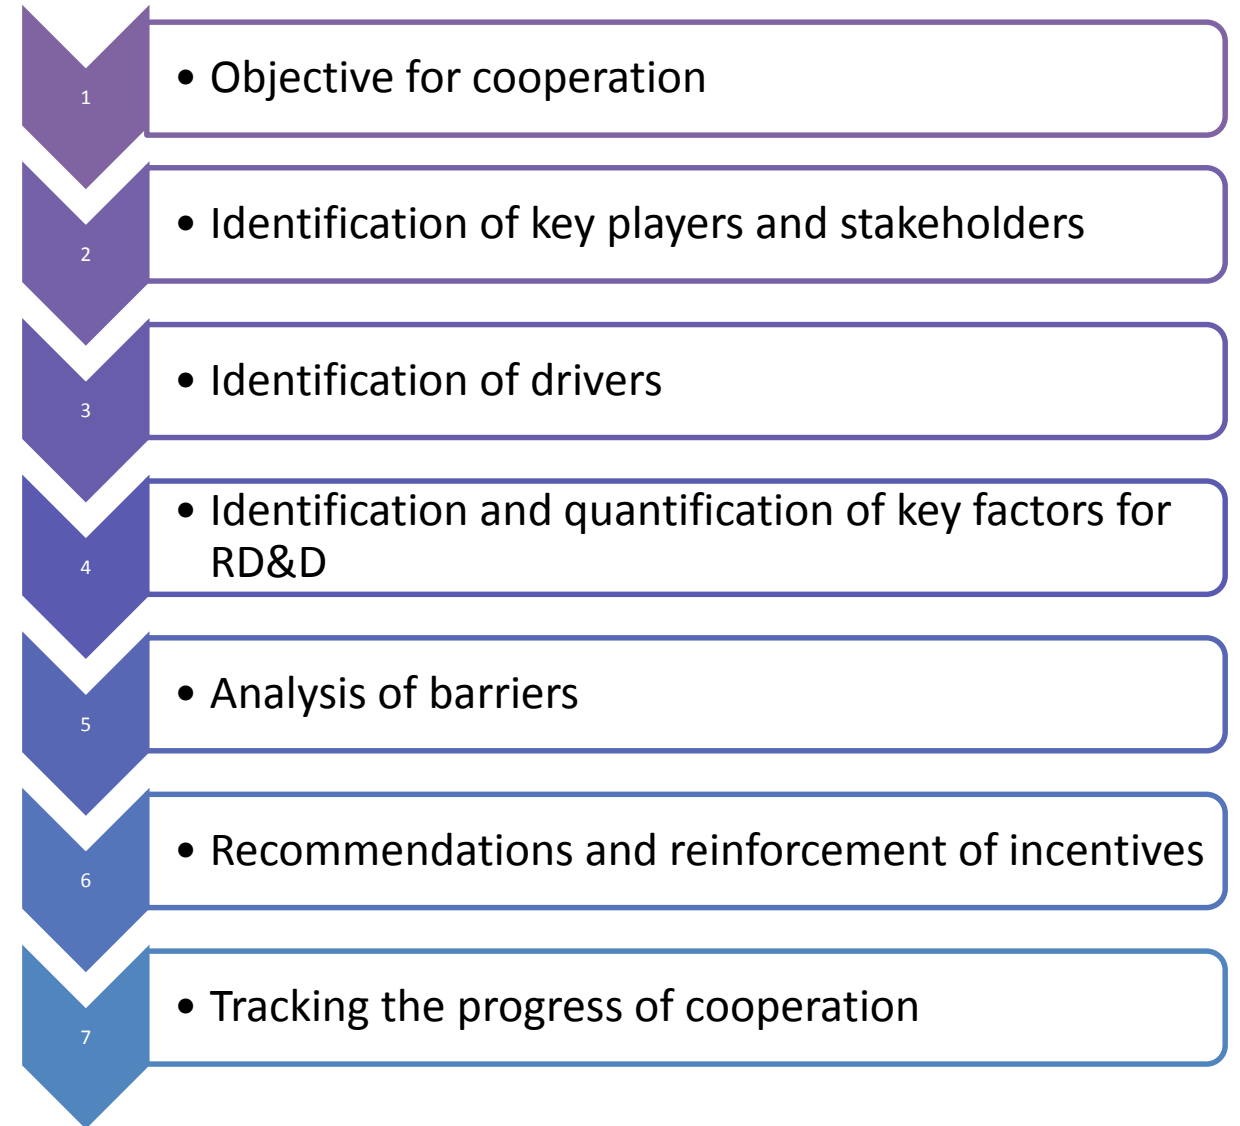 1
• Objective for cooperation
2
• Identification of key players and stakeholders
3
• Identification of drivers
4
• Identification and quantification of key factors for
RD&D
5
• Analysis of barriers
6
• Recommendations and reinforcement of incentives
7
• Tracking the progress of cooperation